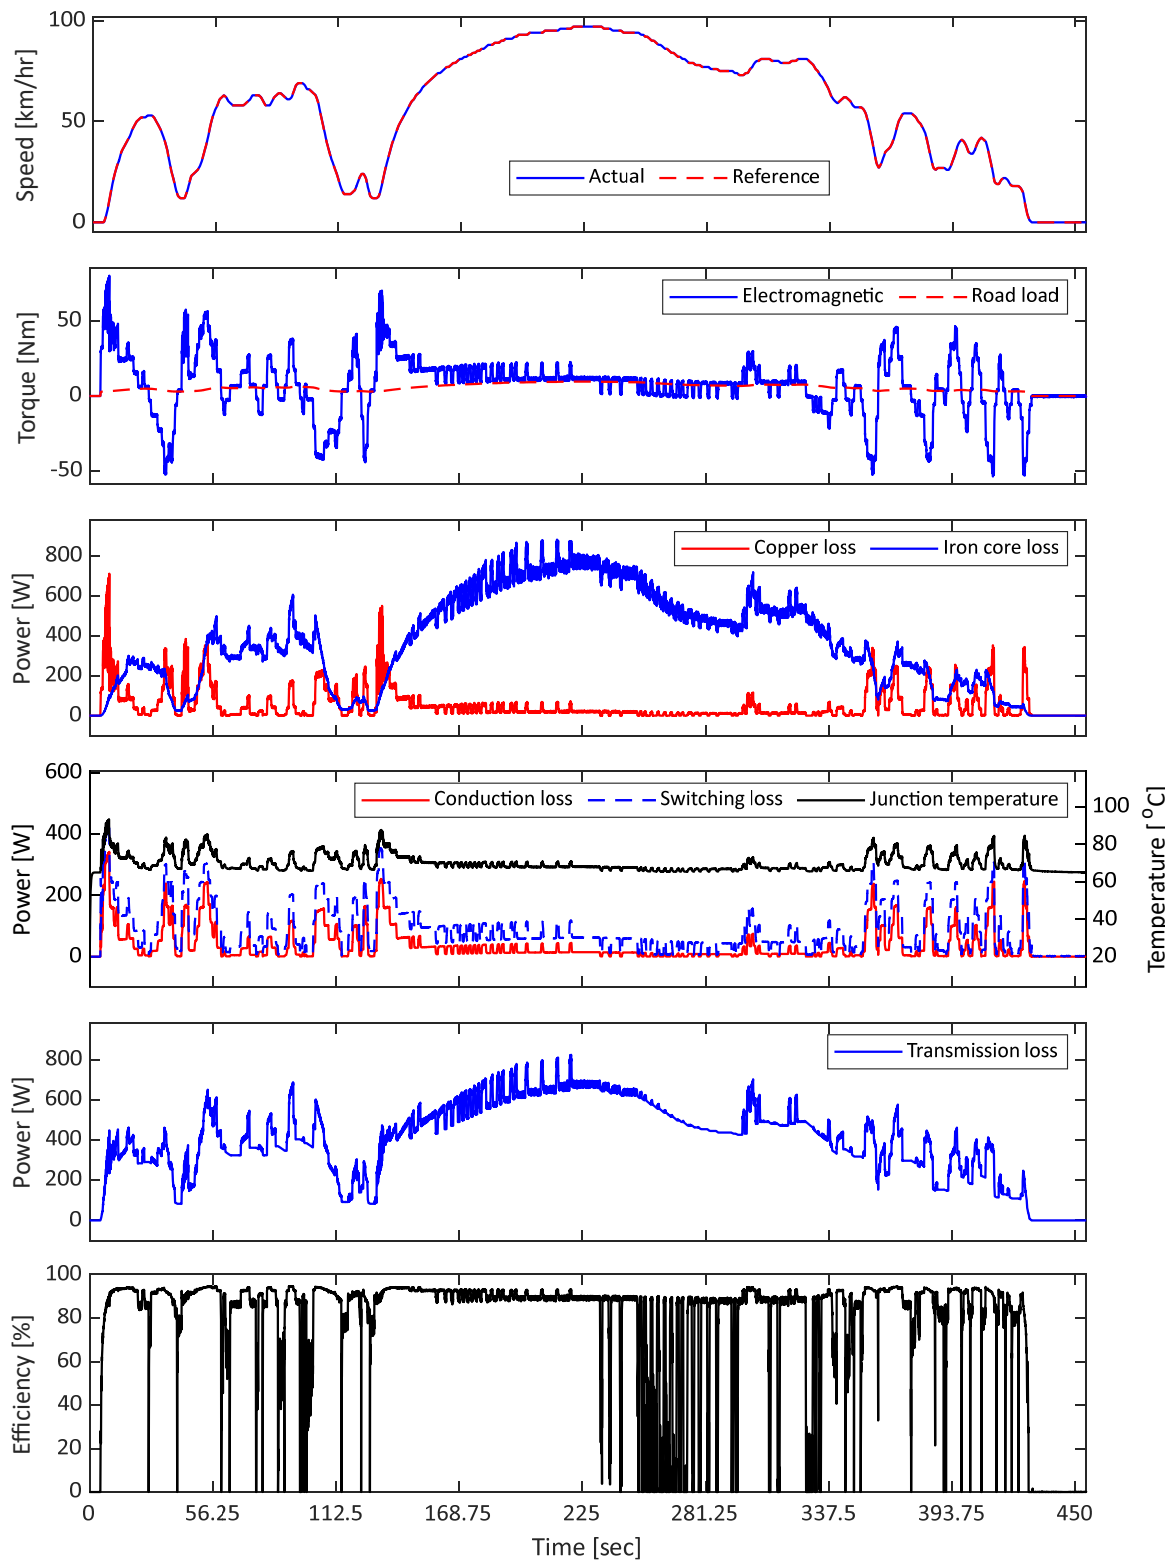 100
50
0
Speed [km/hr]
Actual
Reference
50
0
-50
Torque [Nm]
Electromagnetic
Road load
800
600
400
200
0
Power [W]
Copper loss
Iron core loss
600
400
200
0
Power [W]
Conduction loss
Switching loss
Junction temperature
100
80
60
40
20
Temperature [ °C]
800
600
400
200
0
Power [W]
Transmission loss
100
80
60
40
20
0
Efficiency [%]
0 56.25 112.5 168.75 225 281.25 337.5 393.75 450
Time [sec]